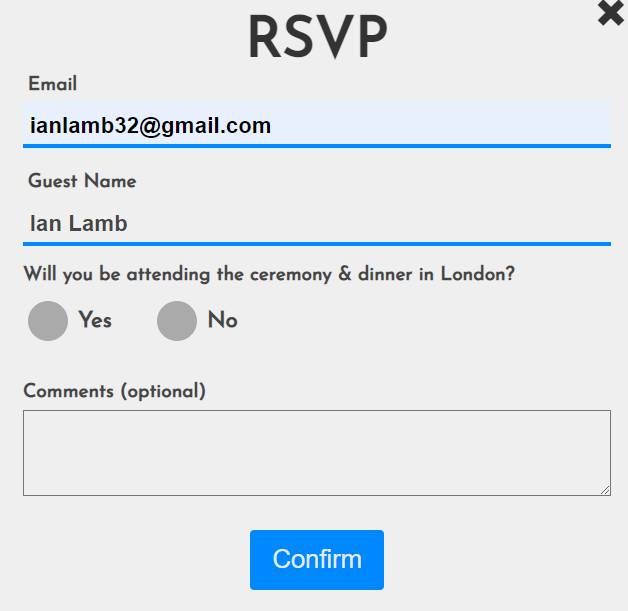 RSVP
Email
ianlamb32@gmail.com
Guest Name
Ian Lamb
Will you be attending the ceremony & dinner in London?
Yes No
Comments (optional)
Confirm